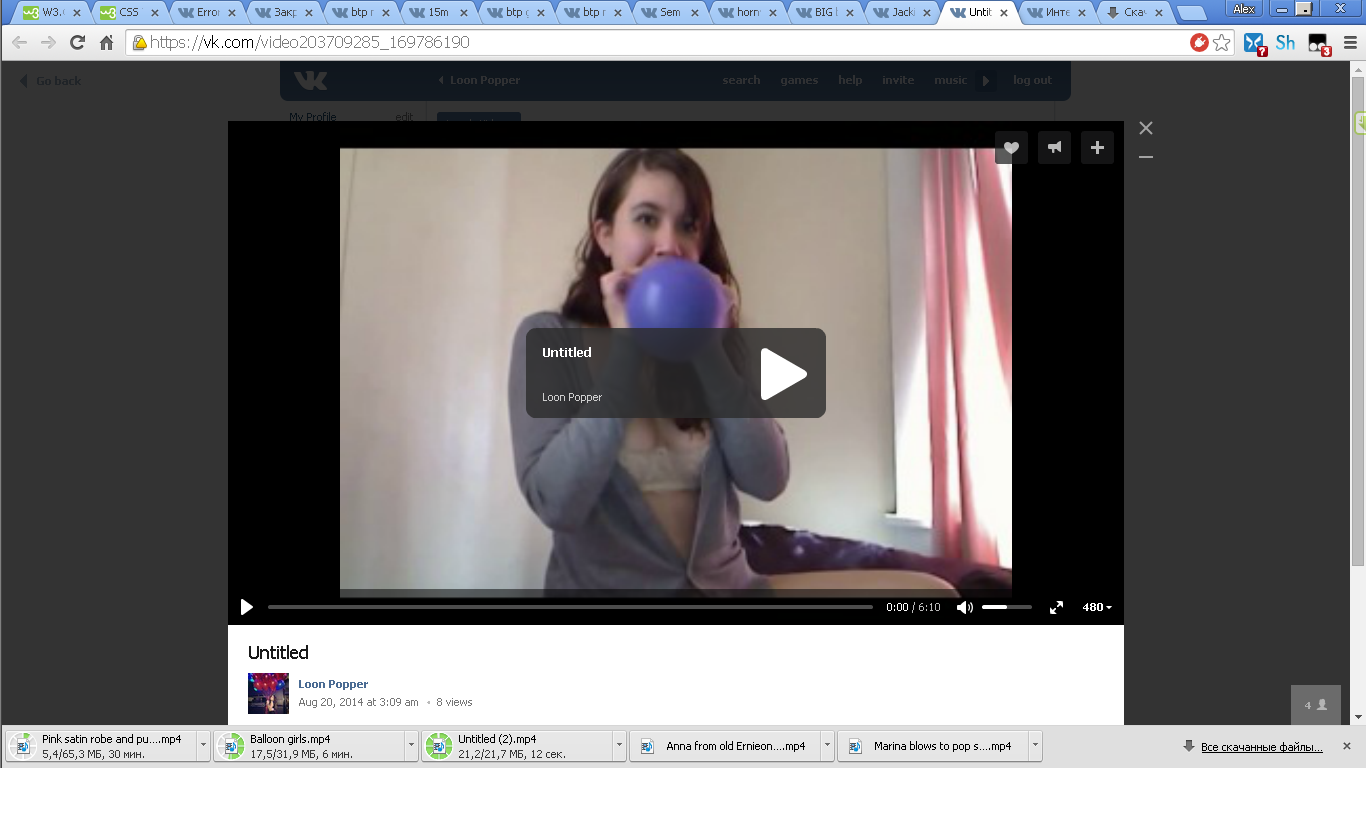 W3.
CSS
Error
Закр
btp r
15m
btp g
btp r
Sem
horn
BIG
Jacki
Untit
Инте
Скач
Alex
https://vk.com/video203709285_169786190
?
Sh
3
Go back
Loon Popper
search
games
help
invite
music
log out
My Profile
edit
Untitled
Loon Popper
0:00 / 6:10
480
Untitled
Loon Popper
Aug 20, 2014 at 3:09 am • 8 views
4
Pink satin robe and pu....mp4
5,4/65,3 МБ, 30 мин.
Balloon girls.mp4
17,5/31,9 МБ, 6 мин.
Untitled (2).mp4
21,2/21,7 МБ, 12 сек.
Anna from old Ernieon....mp4
Marina blows to pop s....mp4
Все скачанные файлы...